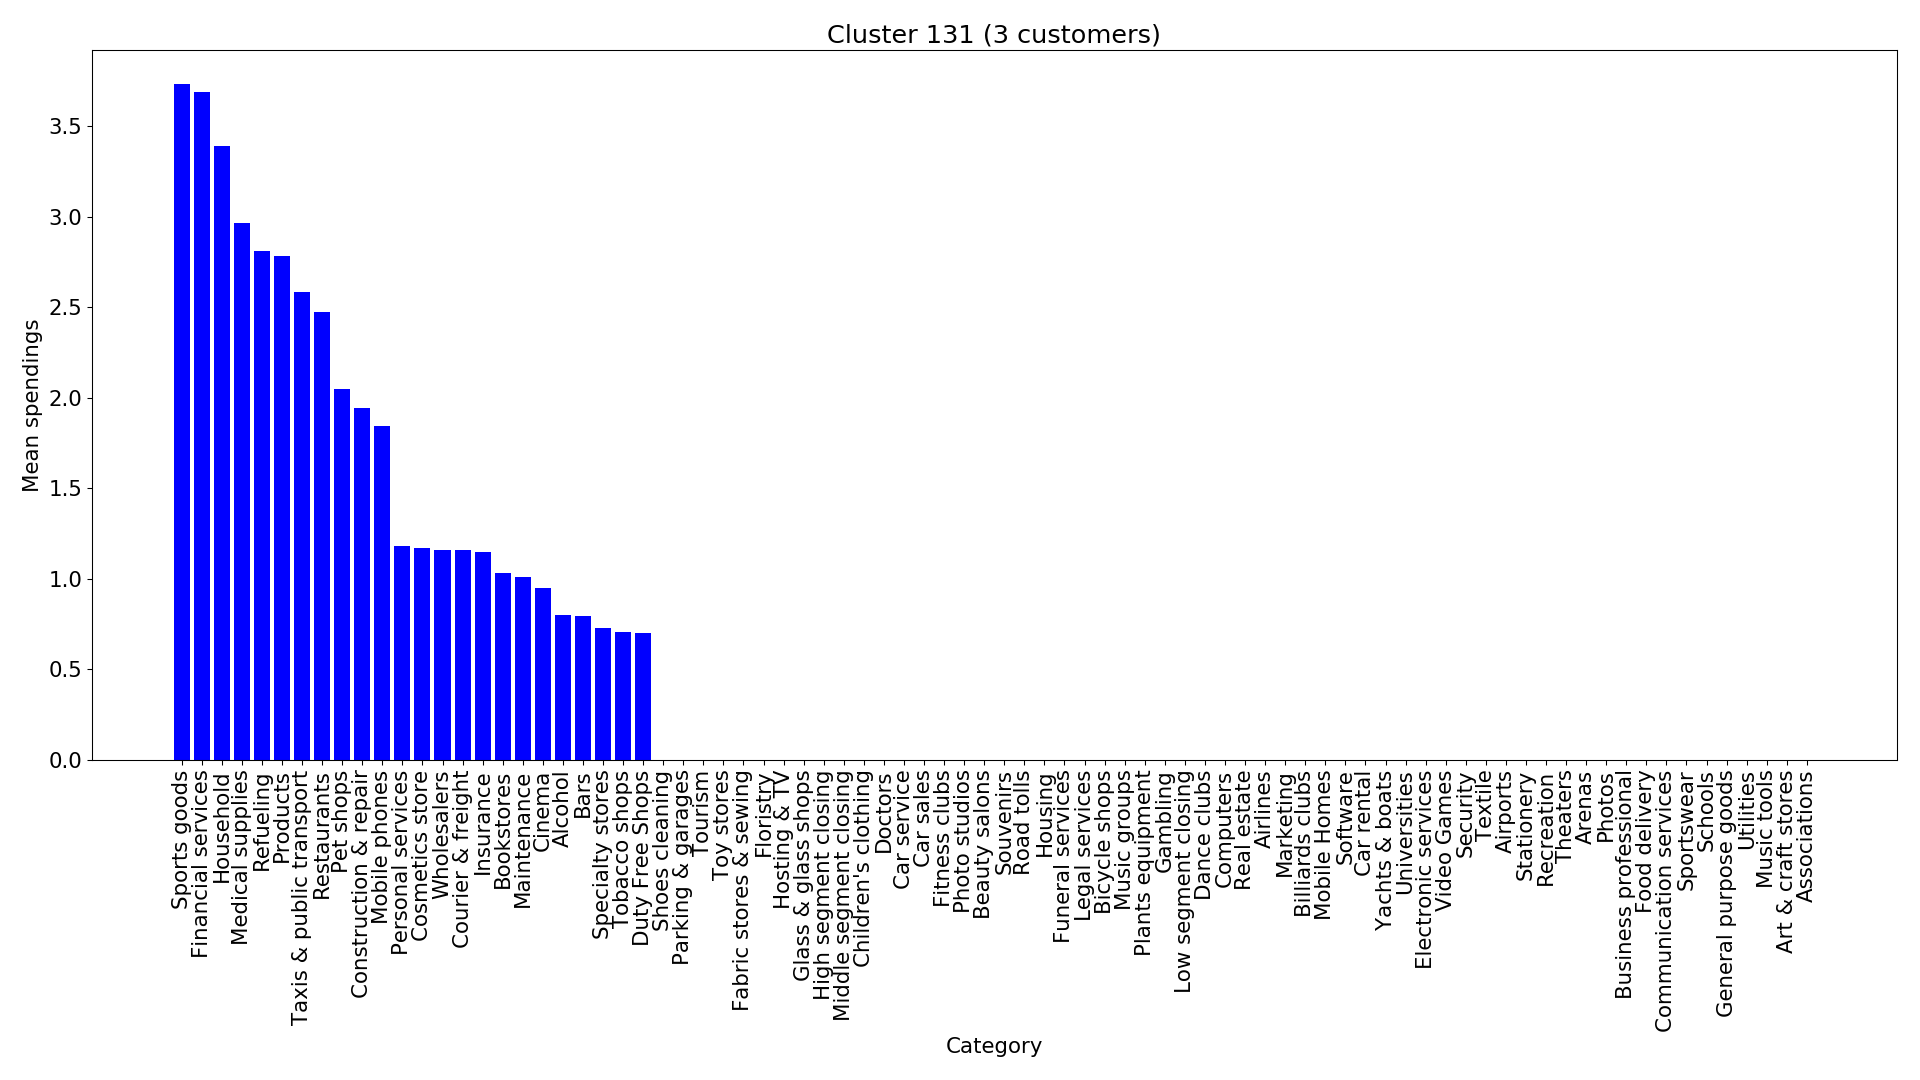 Cluster 131 (3 customers)
Mean spendings
3.5
3.0
2.5
2.0
1.5
1.0
0.5
0.0
Sports goods
Financial services
Household
Medical supplies
Refueling
Products
Taxis & public transport
Restaurants
Pet shops
Construction & repair
Mobile phones
Personal services
Cosmetics store
Wholesalers
Courier & freight
Insurance
Bookstores
Maintenance
Cinema
Alcohol
Bars
Specialty stores
Tobacco shops
Duty Free Shops
Shoes cleaning
Parking & garages
Tourism
Toy stores
Fabric stores & sewing
Floristry
Hosting & TV
Glass & glass shops
High segment closing
Middle segment closing
Children's clothing
Doctors
Car service
Car sales
Fitness clubs
Photo studios
Beauty salons
Souvenirs
Road tolls
Housing
Funeral services
Legal services
Bicycle shops
Music groups
Plants equipment
Gambling
Low segment closing
Dance clubs
Computers
Real estate
Airlines
Marketing
Billiards clubs
Mobile Homes
Software
Car rental
Yachts & boats
Universities
Electronic services
Video Games
Security
Textile
Airports
Stationery
Recreation
Theaters
Arenas
Photos
Business professional
Food delivery
Communication services
Sportswear
Schools
General purpose goods
Utilities
Music tools
Art & craft stores
Associations
Category